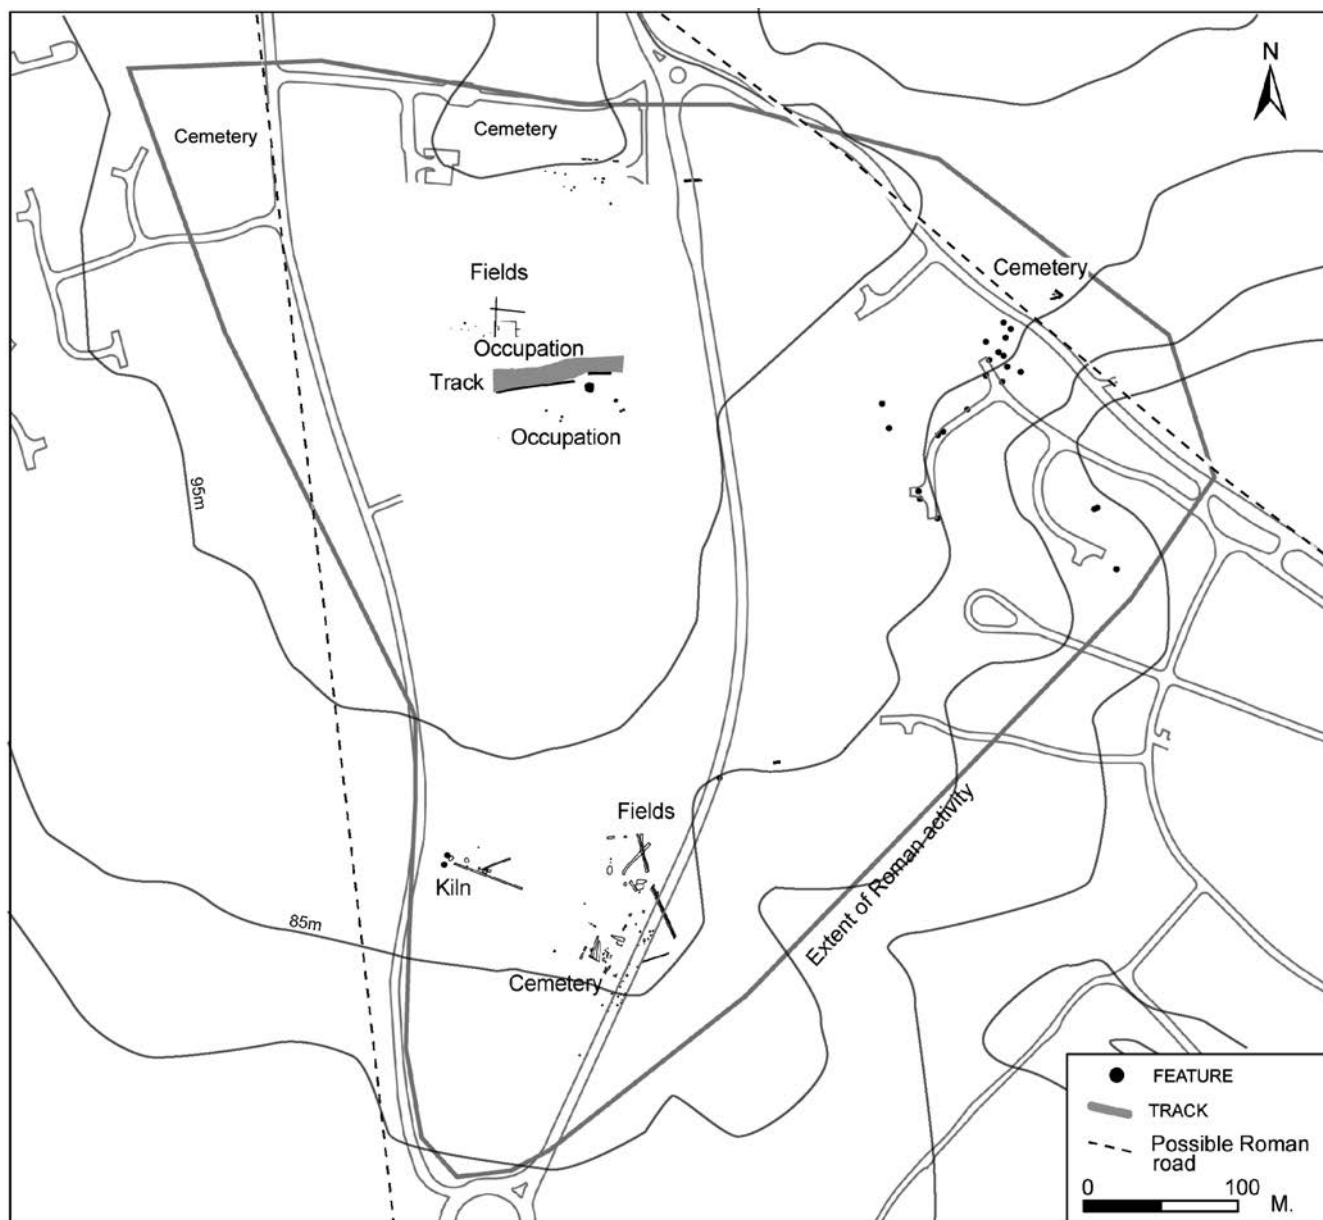 N
Cemetery
Cemetery
Cemetery
Fields
Occupation
Track
Occupation
95m
Fields
Kiln
85m
Cemetery
Extent of Roman activity
FEATURE
TRACK
Possible Roman
road
0 100
M.